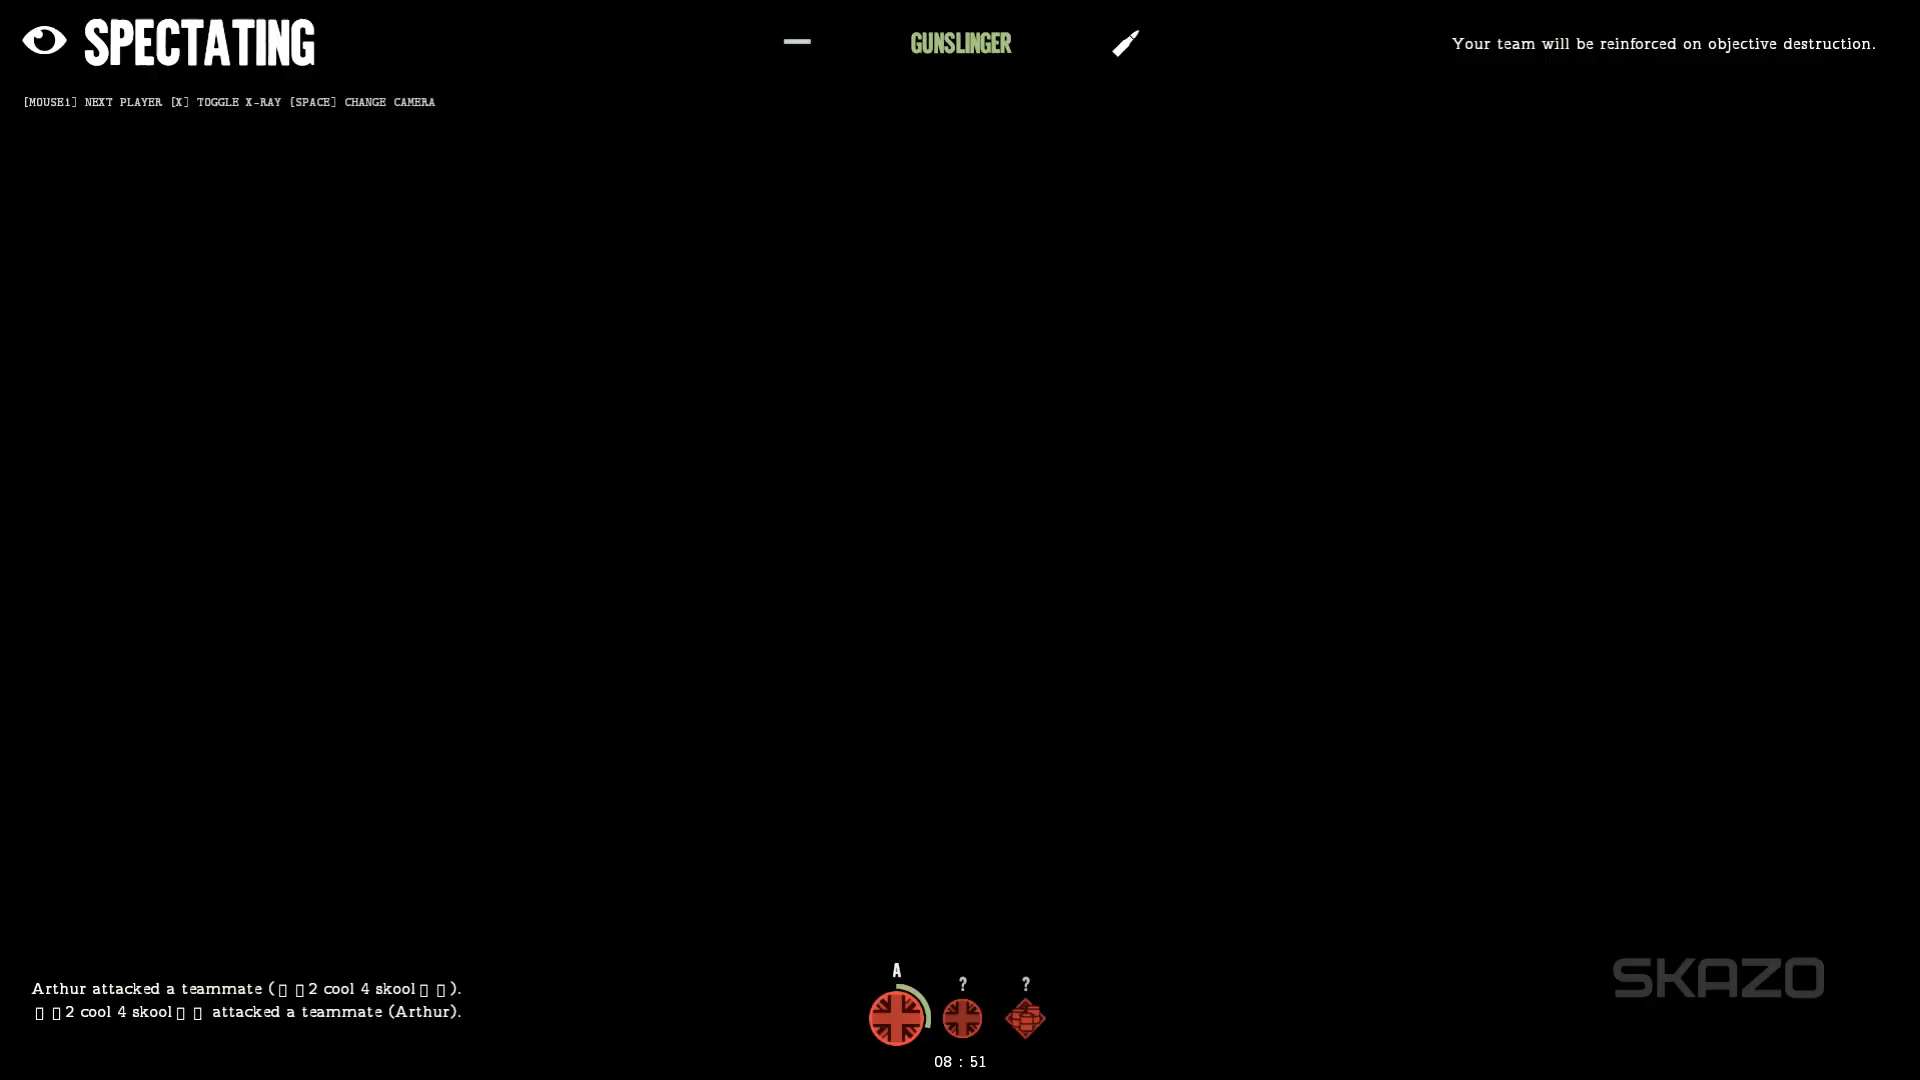 SPECTATING
GUNSLINGER
Your team will be reinforced on objective destruction.
[MOUSE1] NEXT PLAYER [X] TOGGLE X-RAY [SPACE] CHANGE CAMERA
A
? ?
Arthur attacked a teammate (▯ ▯2 cool 4 skool▯ ▯).
▯ ▯2 cool 4 skool▯ ▯ attacked a teammate (Arthur).
08 : 51
SKAZO